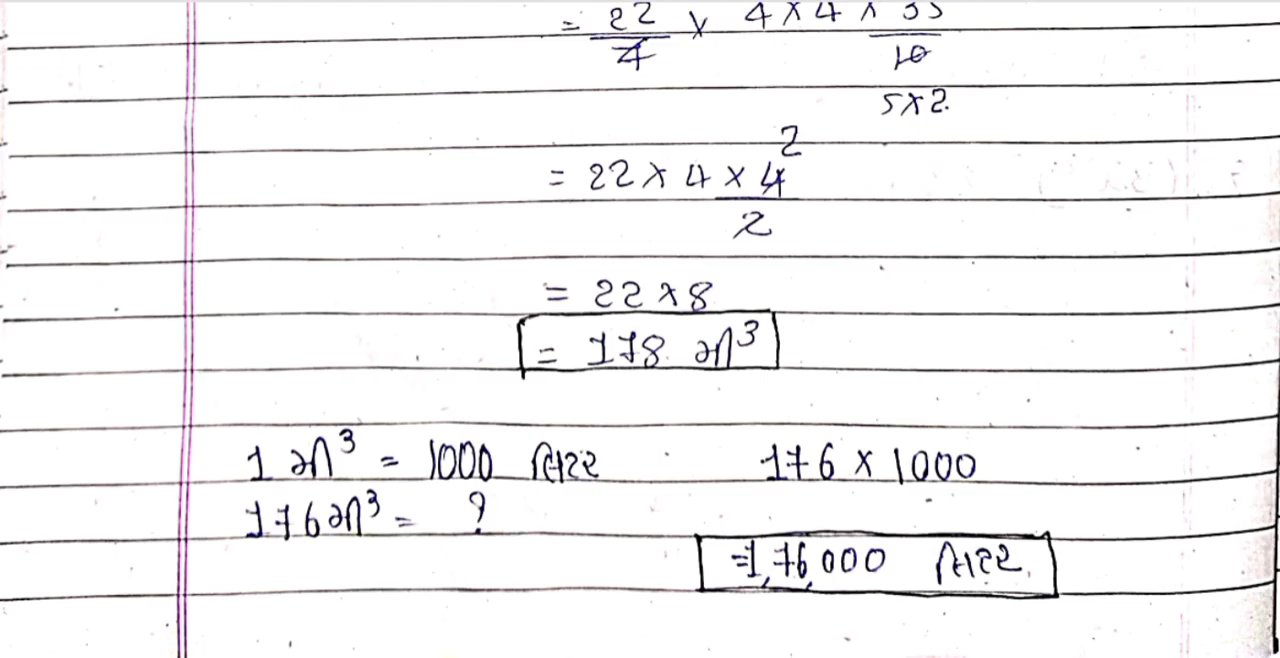 = 22/7 × 4 × 4 × 35/10
5 × 2
2
= 22 × 4 × 4/2
= 22 × 8
= 178 મી³
1 મી³ = 1000 લિટર 176 × 1000
176 મી³ = ?
= 1,76,000 લિટર.